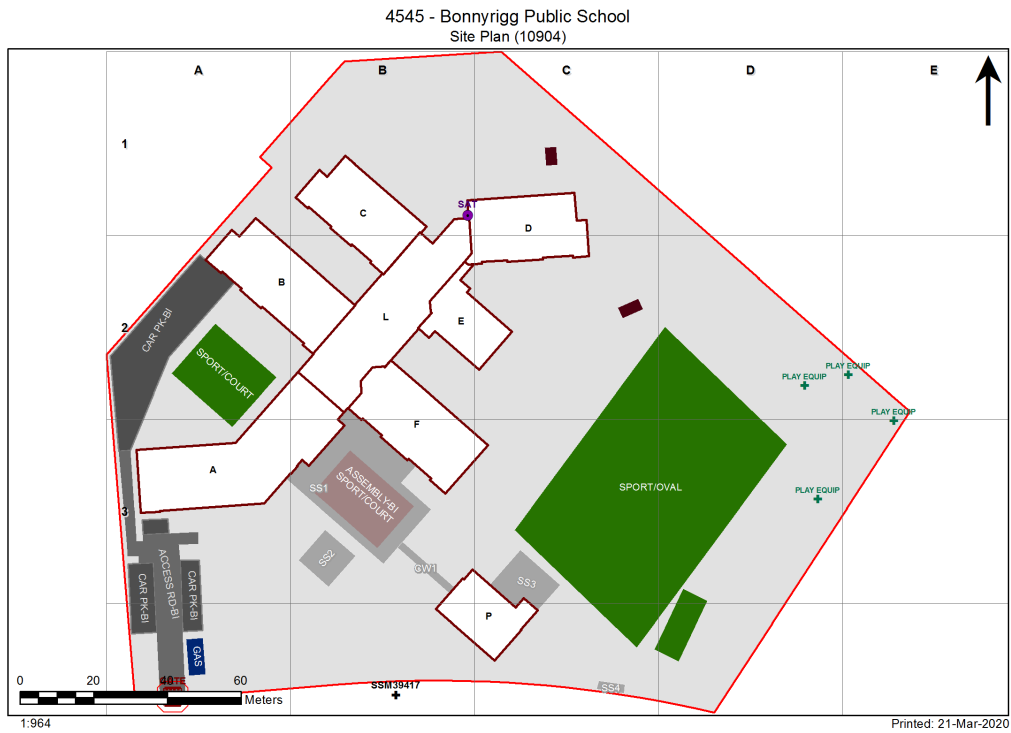 4545 - Bonnyrigg Public School
Site Plan (10904)
A B C D E
1
C
SAT
D
B
2
CAR PK-BI
L
E
SPORT/COURT
PLAY EQUIP
PLAY EQUIP
PLAY EQUIP
F
A
ASSEMBLY-BI
SPORT/COURT
SS1
SPORT/OVAL
PLAY EQUIP
3
SS2
CW1
SS3
ACCESS RD-BI
CAR PK-BI
CAR PK-BI
P
GAS
SSM39417
SS4
0 20 40 60
Meters
1:964
Printed: 21-Mar-2020